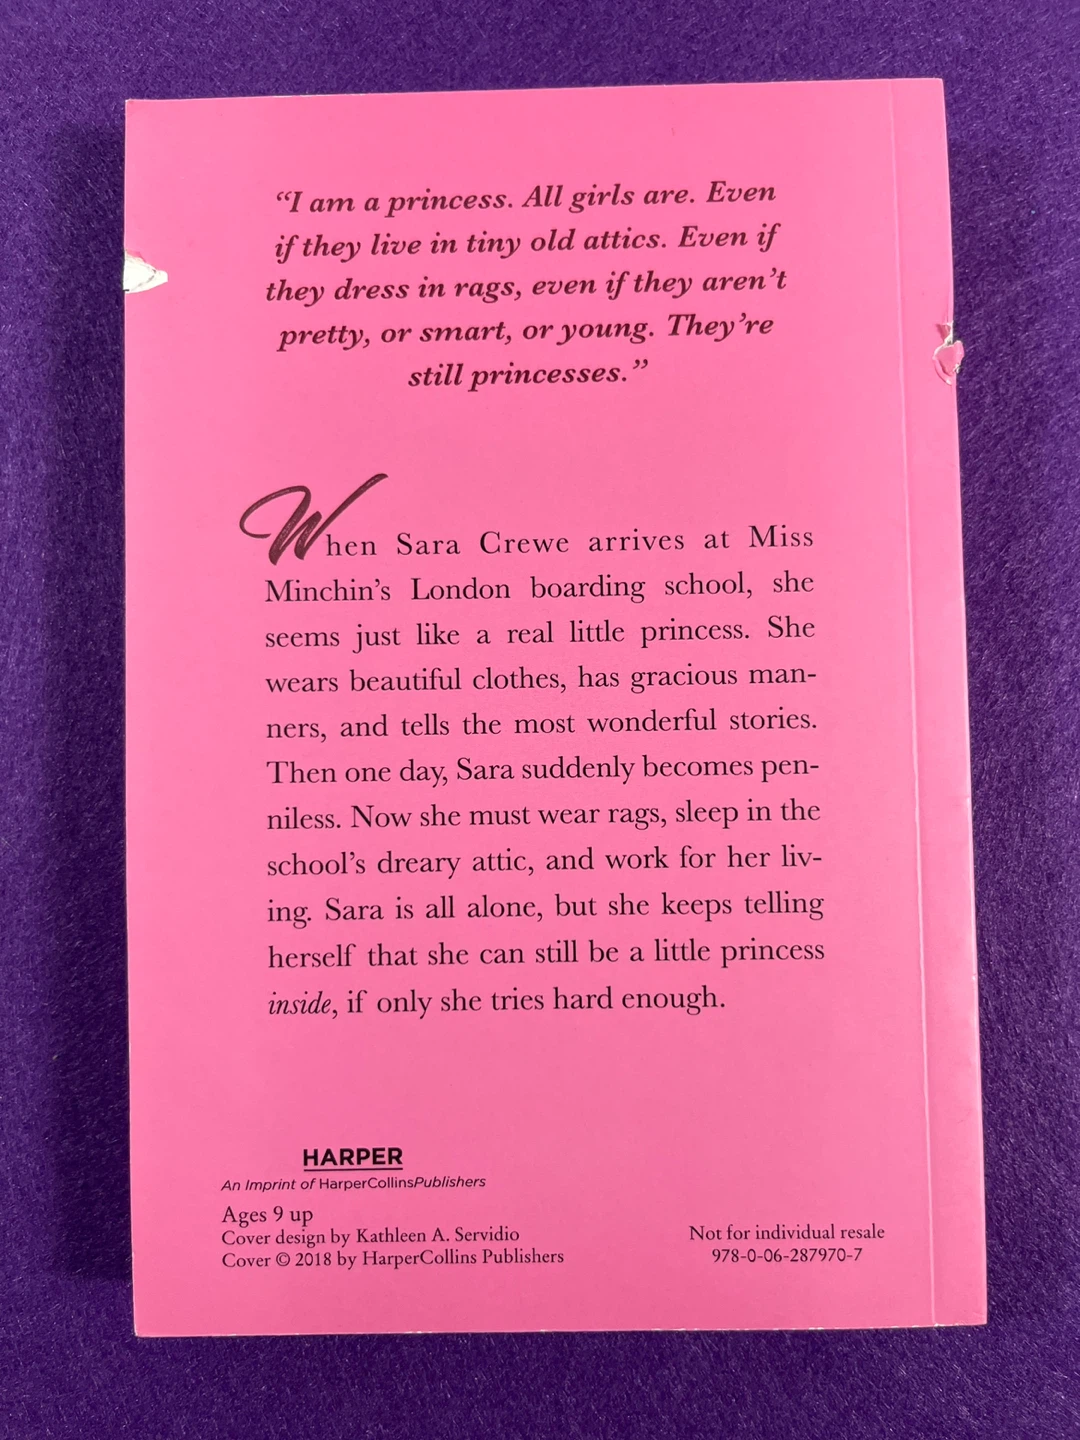 “I am a princess. All girls are. Even
if they live in tiny old attics. Even if
they dress in rags, even if they aren’t
pretty, or smart, or young. They’re
still princesses.”
When Sara Crewe arrives at Miss
Minchin’s London boarding school, she
seems just like a real little princess. She
wears beautiful clothes, has gracious man-
ners, and tells the most wonderful stories.
Then one day, Sara suddenly becomes pen-
niless. Now she must wear rags, sleep in the
school’s dreary attic, and work for her liv-
ing. Sara is all alone, but she keeps telling
herself that she can still be a little princess
inside, if only she tries hard enough.
HARPER
An Imprint of HarperCollinsPublishers
Ages 9 up
Cover design by Kathleen A. Servidio
Cover © 2018 by HarperCollins Publishers
Not for individual resale
978-0-06-287970-7